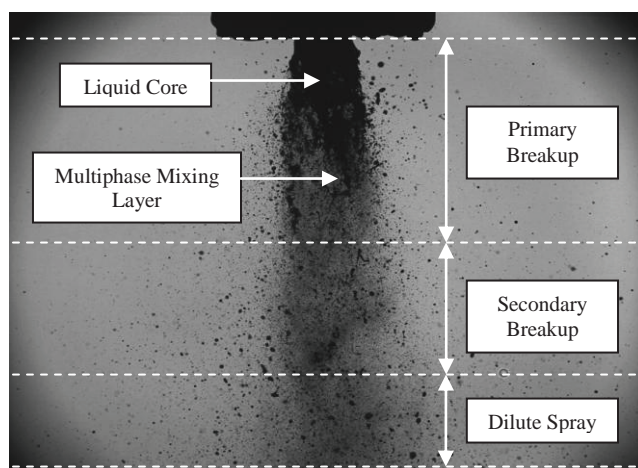 Liquid Core
Multiphase Mixing
Layer
Primary
Breakup
Secondary
Breakup
Dilute Spray